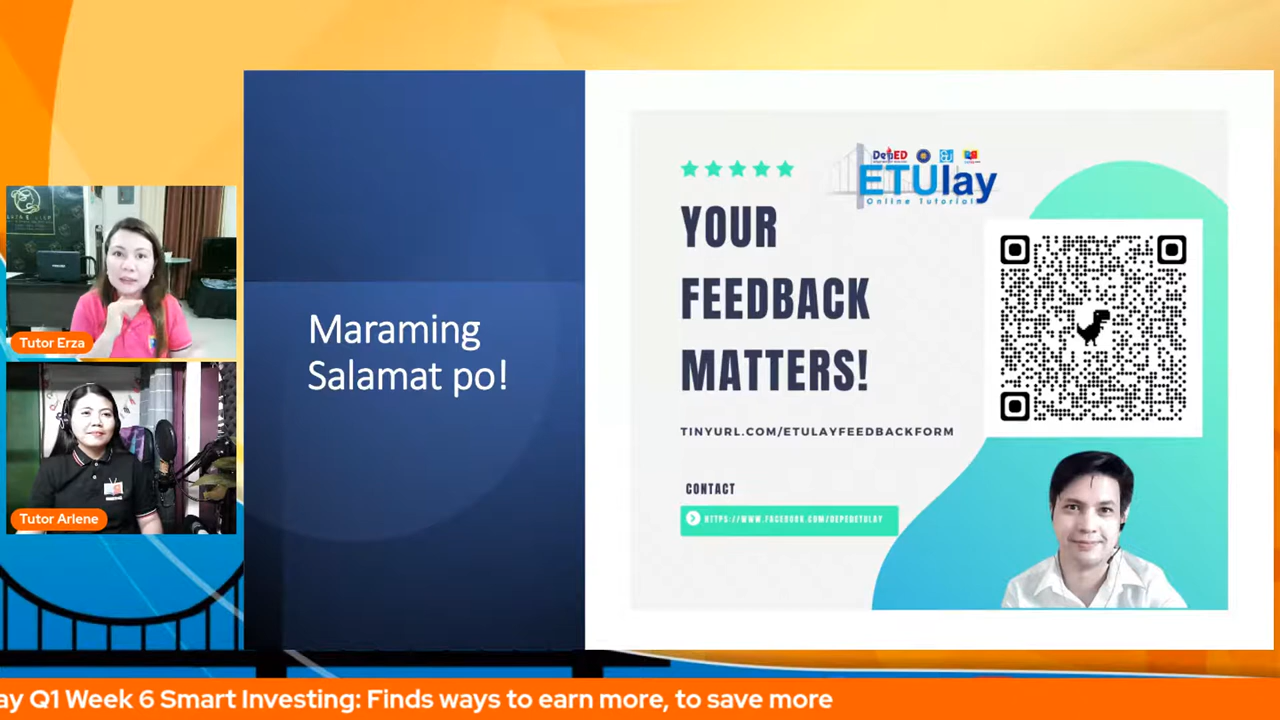 Tutor Erza
Tutor Arlene
Maraming
Salamat po!
DepED
ETUlay
Online Tutorial
YOUR
FEEDBACK
MATTERS!
TINYURL.COM/ETULAYFEEDBACKFORM
CONTACT
HTTPS://WWW.FACEBOOK.COM/DEPEDETULAY
ay Q1 Week 6 Smart Investing: Finds ways to earn more, to save more